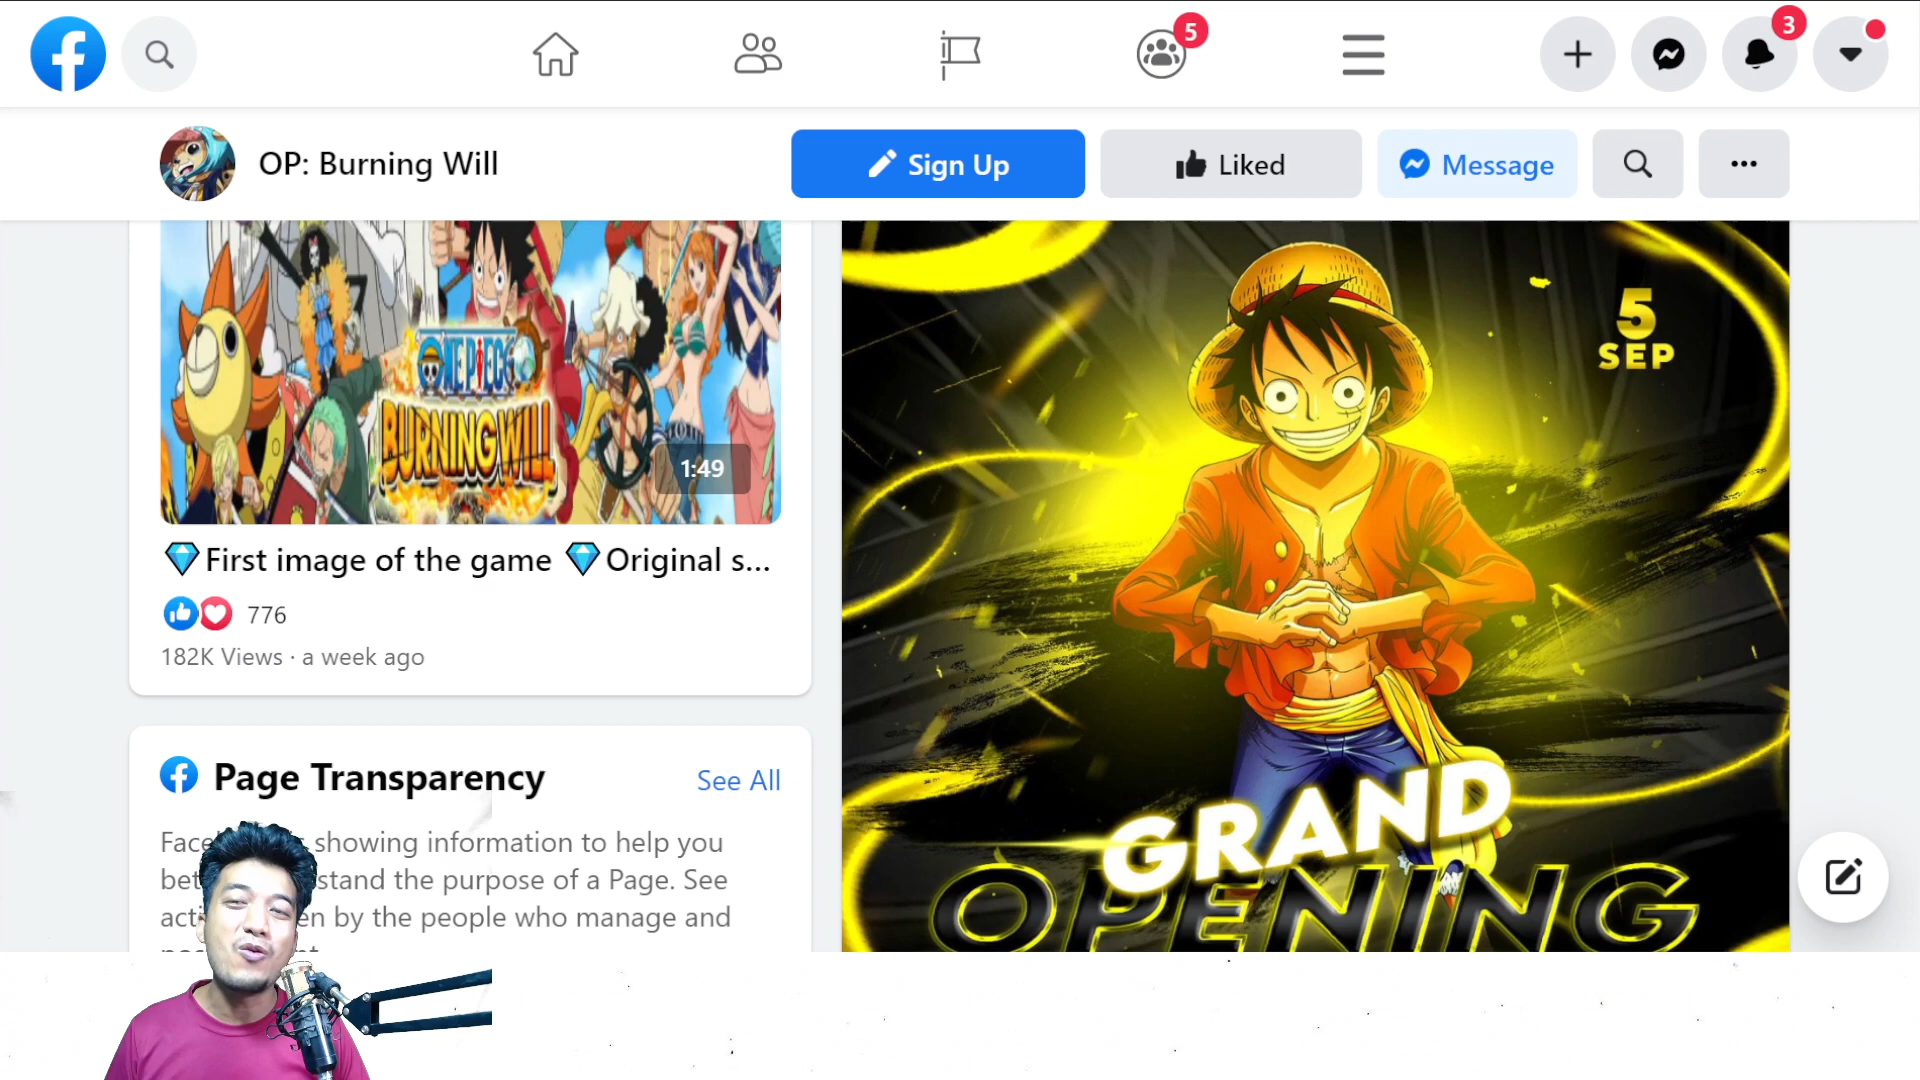 5
3
OP: Burning Will
Sign Up
Liked
Message
ONE PIECE
BURNING WILL
1:49
First image of the game Original s...
776
182K Views · a week ago
Page Transparency
See All
showing information to help you
stand the purpose of a Page. See
en by the people who manage and
5
SEP
GRAND
OPENING